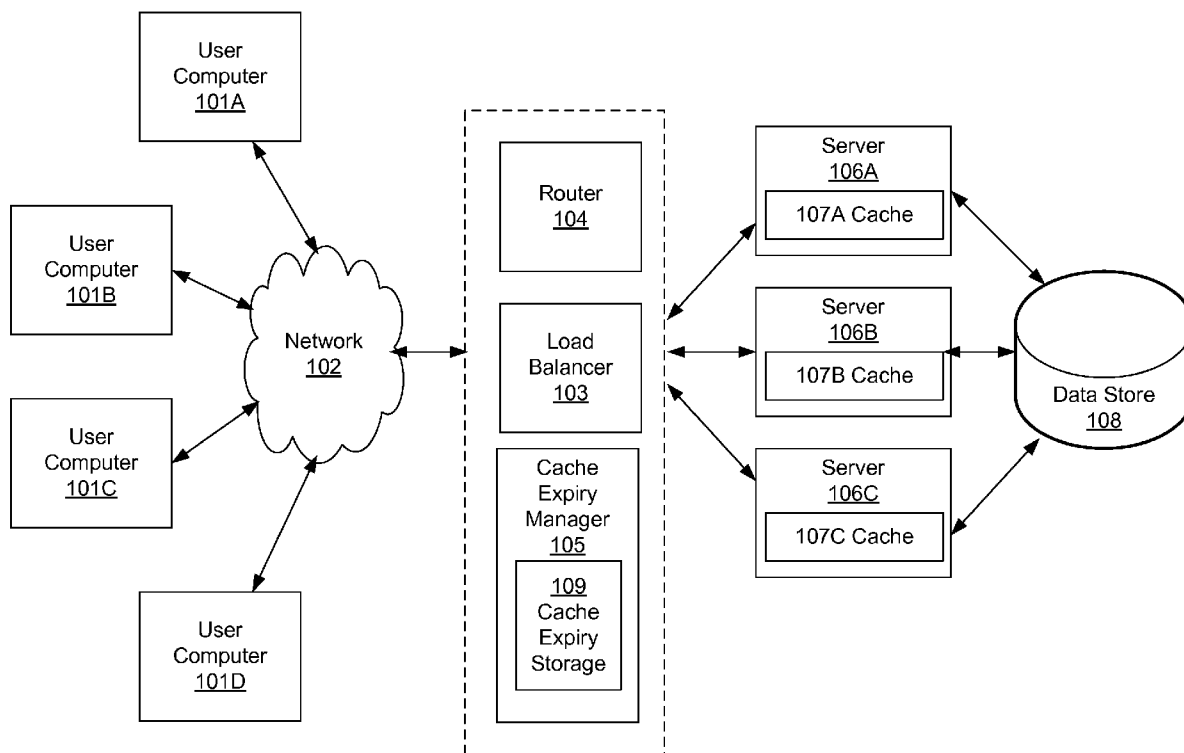 User
Computer
101A
User
Computer
101B
User
Computer
101C
User
Computer
101D
Network
102
Router
104
Load
Balancer
103
Cache
Expiry
Manager
105
109
Cache
Expiry
Storage
Server
106A
107A Cache
Server
106B
107B Cache
Server
106C
107C Cache
Data Store
108